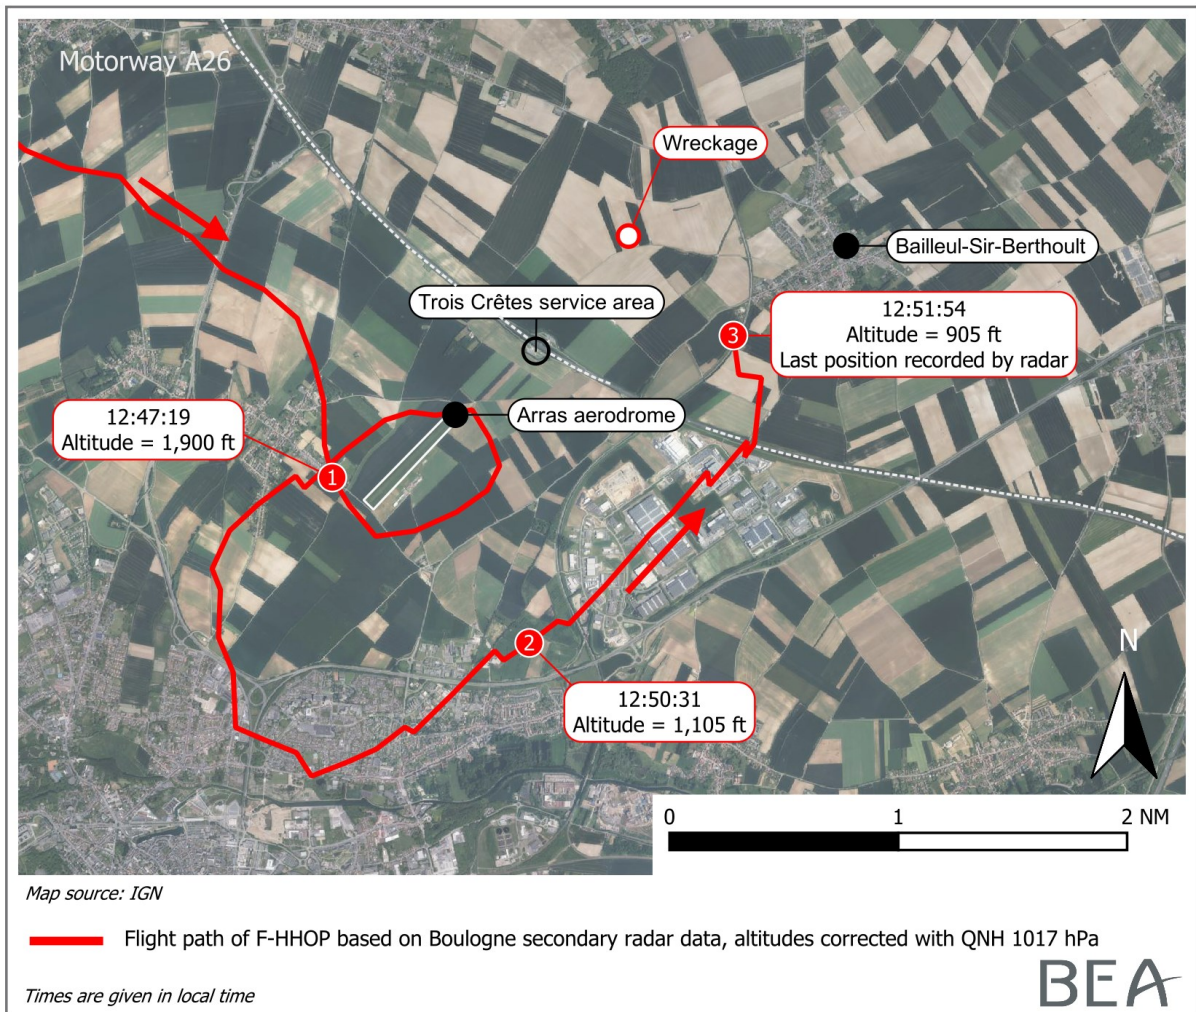 Motorway A26
Wreckage
Bailleul-Sir-Berthoult
Trois Crêtes service area
12:51:54
Altitude = 905 ft
Last position recorded by radar
3
12:47:19
Altitude = 1,900 ft
Arras aerodrome
1
2
12:50:31
Altitude = 1,105 ft
N
0 1 2 NM
Map source: IGN
Flight path of F-HHOP based on Boulogne secondary radar data, altitudes corrected with QNH 1017 hPa
Times are given in local time
BEA